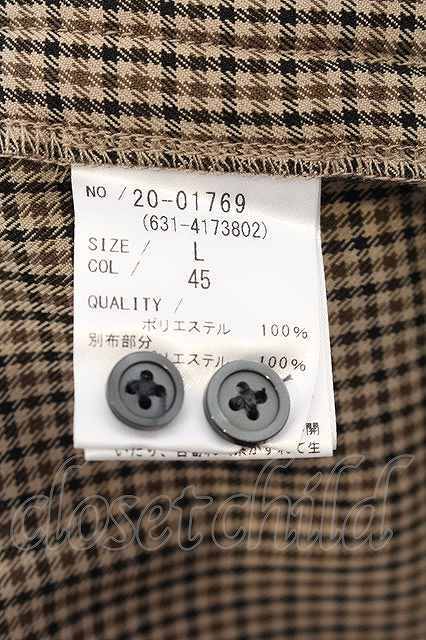 NO / 20-01769
(631-4173802)
SIZE / L
COL / 45
QUALITY /
ポリエステル 100%
別布部分
ポリエステル 100%
closetchild